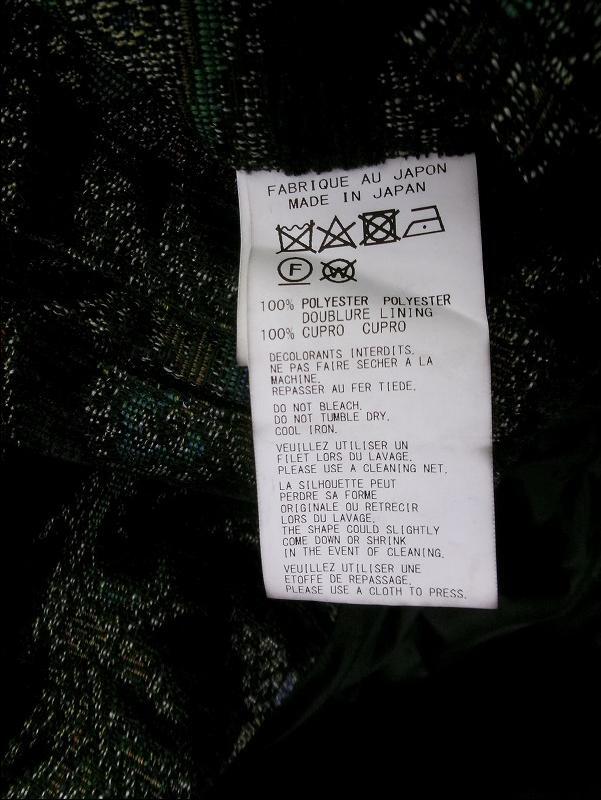 FABRIQUE AU JAPON
MADE IN JAPAN
F W
100% POLYESTER POLYESTER
DOUBLURE LINING
100% CUPRO CUPRO
DECOLORANTS INTERDITS.
NE PAS FAIRE SECHER A LA
MACHINE.
REPASSER AU FER TIEDE.
DO NOT BLEACH.
DO NOT TUMBLE DRY.
COOL IRON.
VEUILLEZ UTILISER UN
FILET LORS DU LAVAGE.
PLEASE USE A CLEANING NET.
LA SILHOUETTE PEUT
PERDRE SA FORME
ORIGINALE OU RETRECIR
LORS DU LAVAGE.
THE SHAPE COULD SLIGHTLY
COME DOWN OR SHRINK
IN THE EVENT OF CLEANING.
VEUILLEZ UTILISER UNE
ETOFFE DE REPASSAGE.
PLEASE USE A CLOTH TO PRESS.